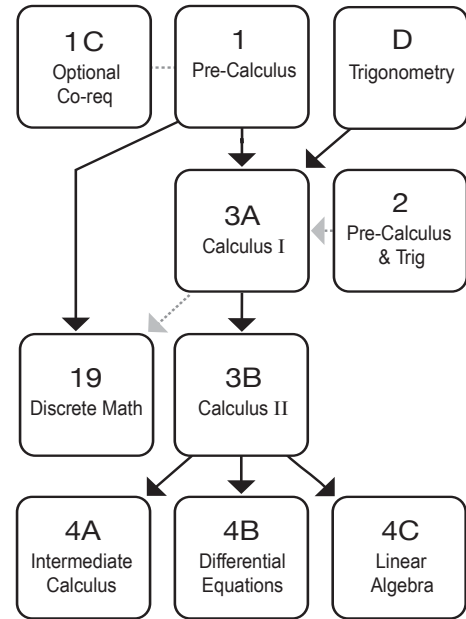 1C
Optional
Co-req
1
Pre-Calculus
D
Trigonometry
3A
Calculus I
2
Pre-Calculus
& Trig
19
Discrete Math
3B
Calculus II
4A
Intermediate
Calculus
4B
Differential
Equations
4C
Linear
Algebra